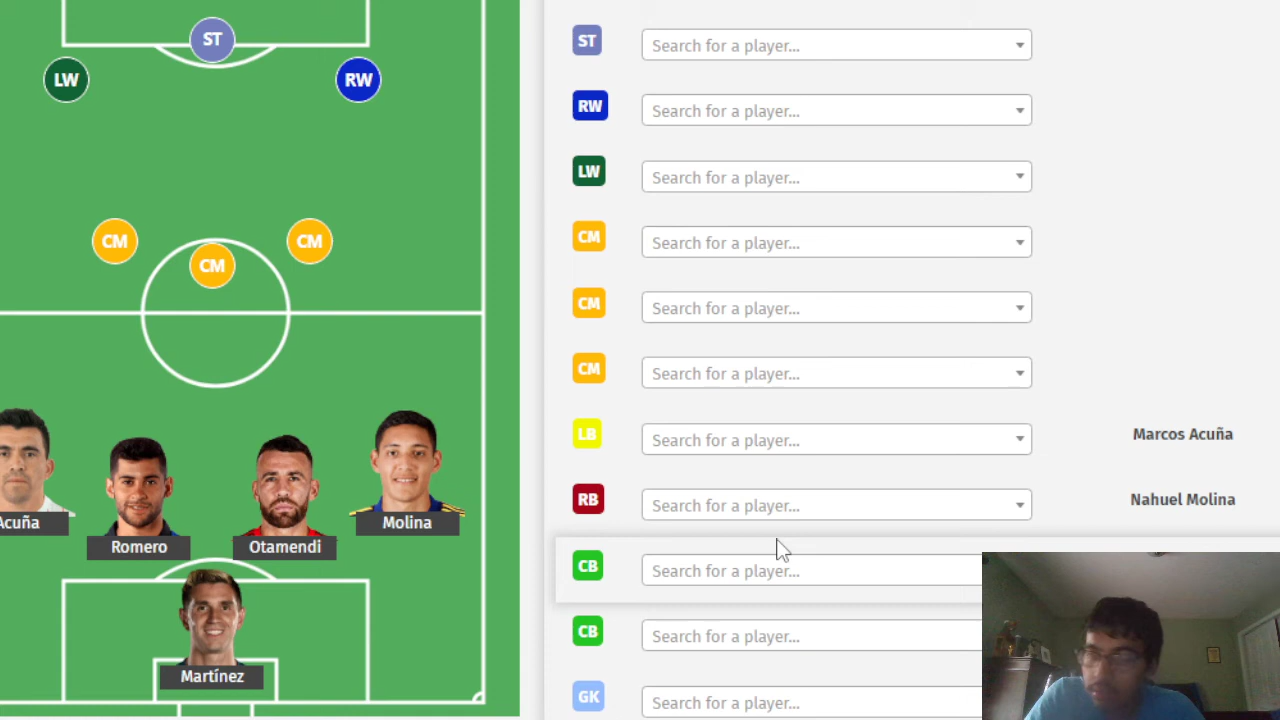 ST
LW
RW
CM
CM
CM
Acuña
Romero
Otamendi
Molina
Martínez
ST Search for a player...
RW Search for a player...
LW Search for a player...
CM Search for a player...
CM Search for a player...
CM Search for a player...
LB Search for a player... Marcos Acuña
RB Search for a player... Nahuel Molina
CB Search for a player...
CB Search for a player...
GK Search for a player...